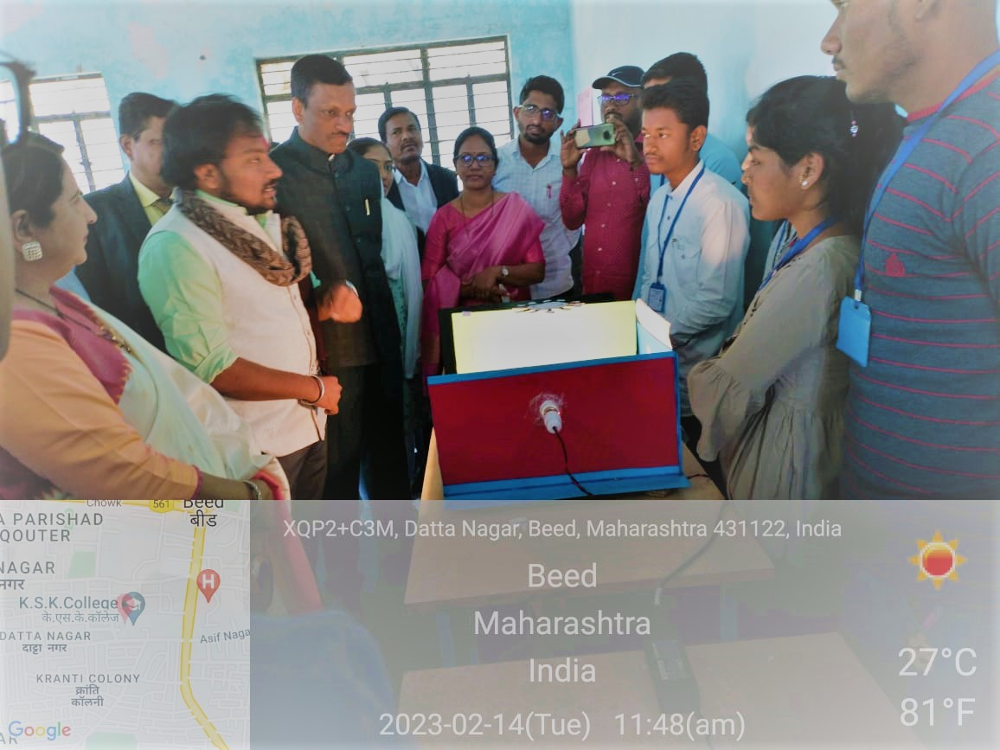 Chowk
561
Beed
बीड
A PARISHAD
QOUTER
NAGAR
नगर
K.S.K.College
के.एस.के.कॉलेज
H
DATTA NAGAR
दाट्टा नगर
Asif Naga
KRANTI COLONY
क्रांति
कॉलनी
Google
AR
XQP2+C3M, Datta Nagar, Beed, Maharashtra 431122, India
Beed
Maharashtra
India
2023-02-14(Tue) 11:48(am)
27°C
81°F